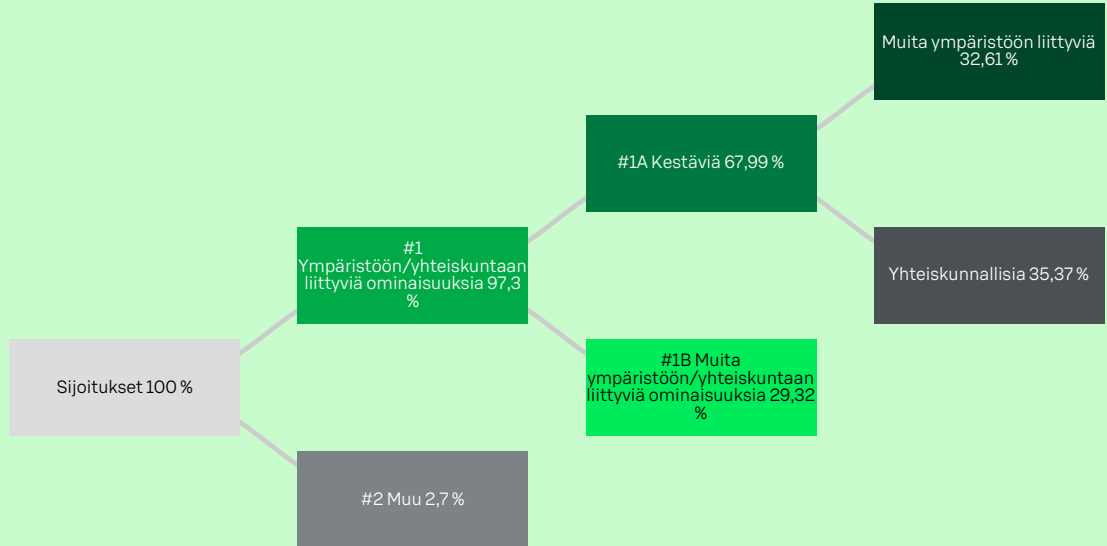 Muita ympäristöön liittyviä
32,61 %
#1A Kestäviä 67,99 %
#1
Ympäristöön/yhteiskuntaan
liittyviä ominaisuuksia 97,3
%
Yhteiskunnallisia 35,37 %
Sijoitukset 100 %
#1B Muita
ympäristöön/yhteiskuntaan
liittyviä ominaisuuksia 29,32
%
#2 Muu 2,7 %